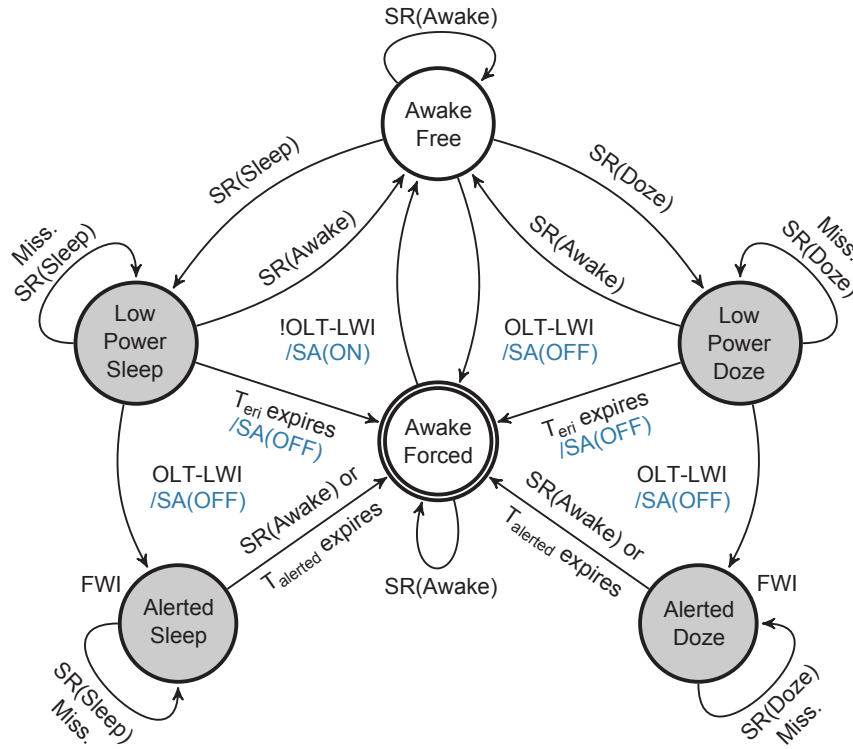 SR(Awake)
Awake
Free
SR(Sleep)
SR(Doze)
SR(Awake)
SR(Awake)
Miss.
SR(Sleep)
Miss.
SR(Doze)
Low
Power
Sleep
!OLT-LWI
/SA(ON)
OLT-LWI
/SA(OFF)
Low
Power
Doze
Teri expires
/SA(OFF)
Awake
Forced
Teri expires
/SA(OFF)
OLT-LWI
/SA(OFF)
SR(Awake) or
Talerted expires
SR(Awake) or
Talerted expires
OLT-LWI
/SA(OFF)
SR(Awake)
FWI
Alerted
Sleep
FWI
Alerted
Doze
SR(Sleep)
Miss.
SR(Doze)
Miss.